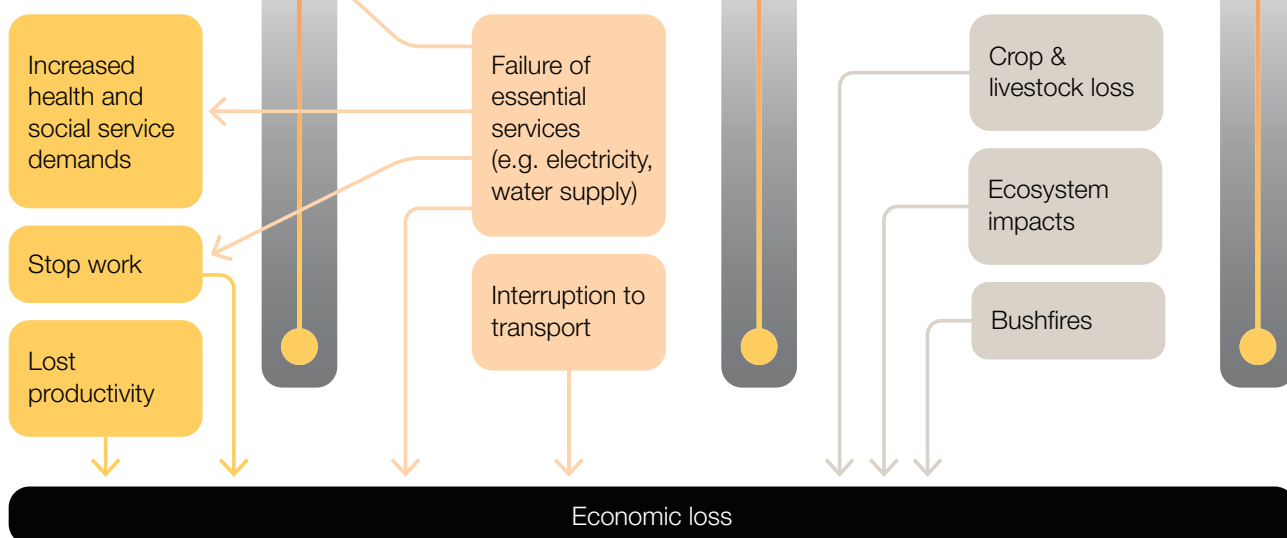 Increased
health and
social service
demands
Stop work
Lost
productivity
Failure of
essential
services
(e.g. electricity,
water supply)
Interruption to
transport
Crop &
livestock loss
Ecosystem
impacts
Bushfires
Economic loss